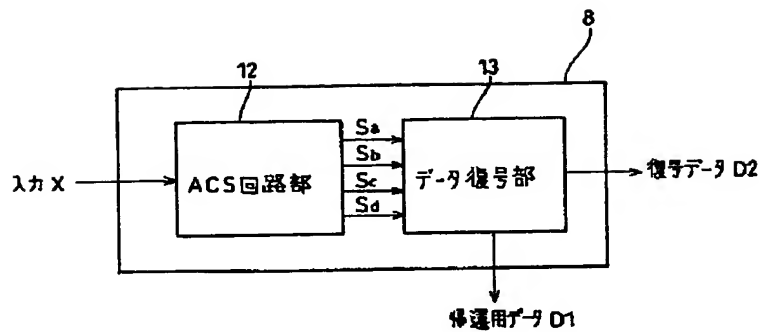 8
12
13
Sa
Sb
Sc
Sd
入力 X
ACS回路部
データ復号部
復号データ D2
帰還用データ D1